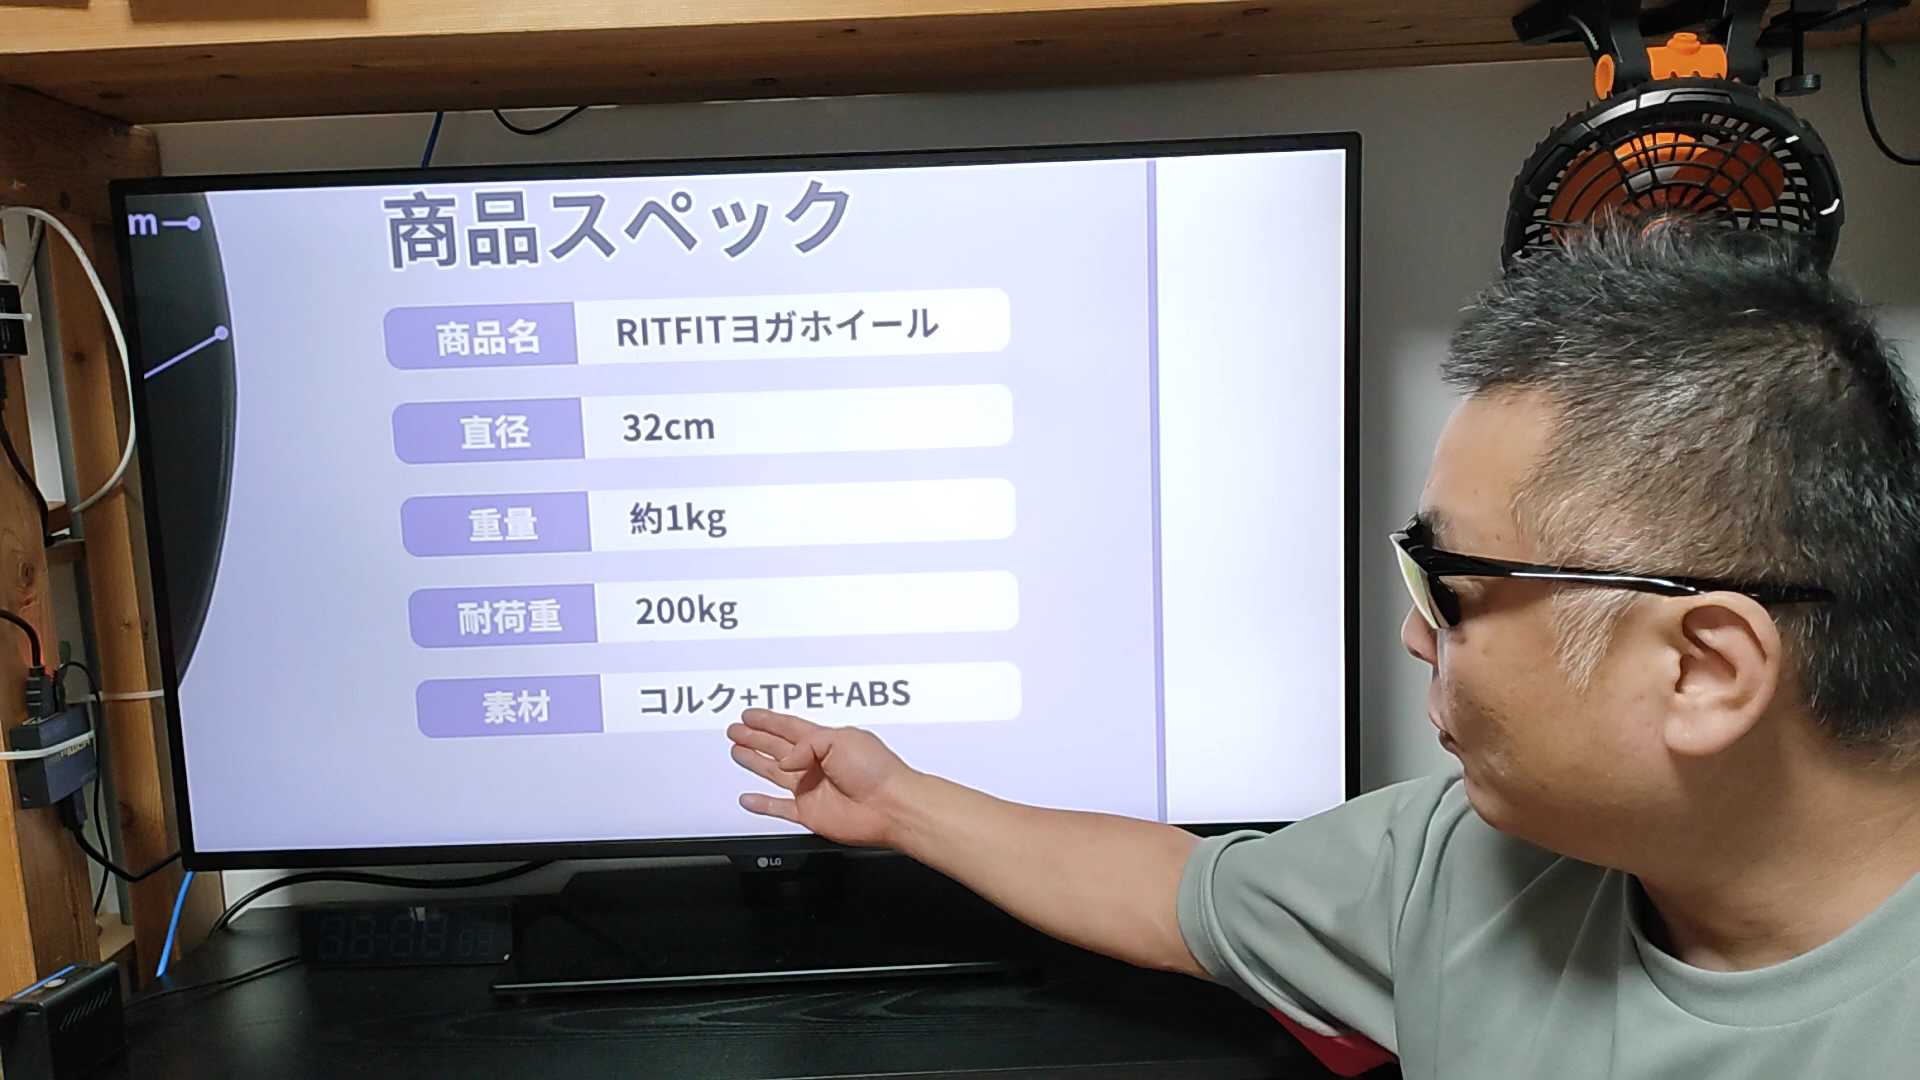 m
商品スペック
商品名 RITFITヨガホイール
直径 32cm
重量 約1kg
耐荷重 200kg
素材 コルク+TPE+ABS
LG